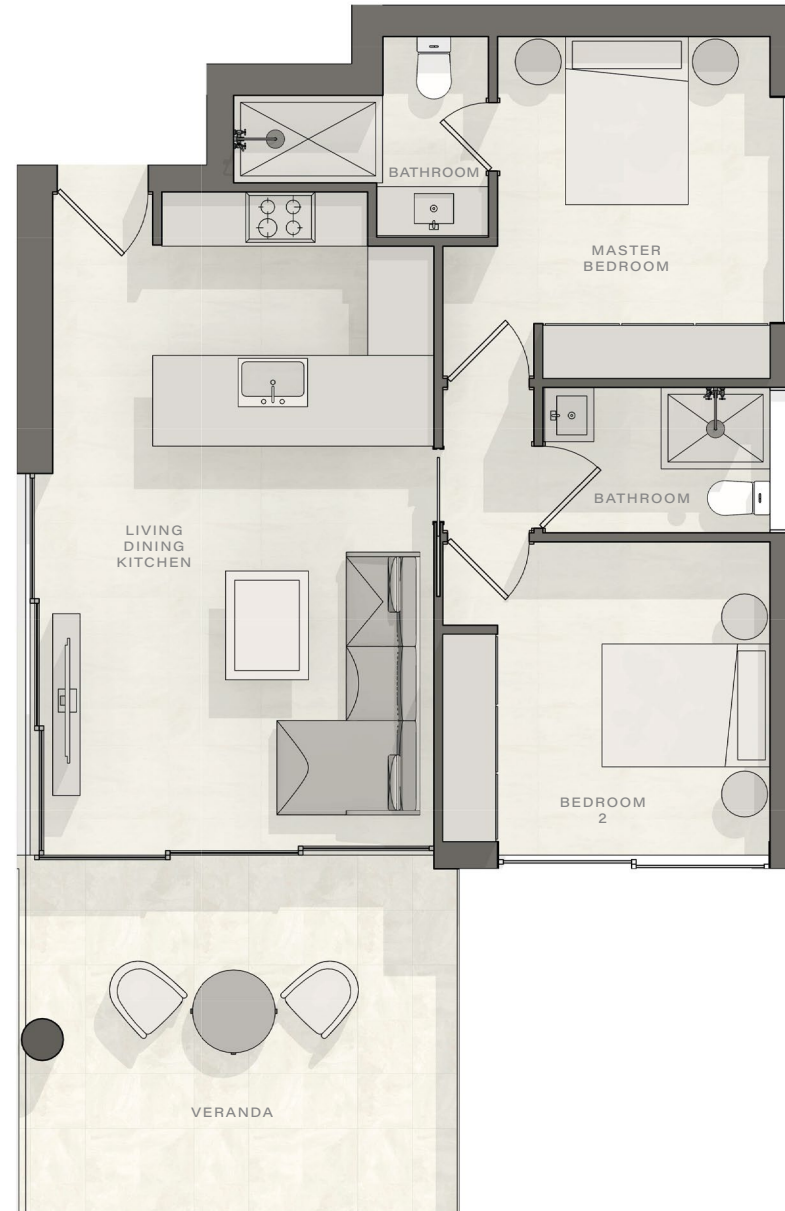 BATHROOM
MASTER
BEDROOM
BATHROOM
LIVING
DINING
KITCHEN
BEDROOM
2
VERANDA